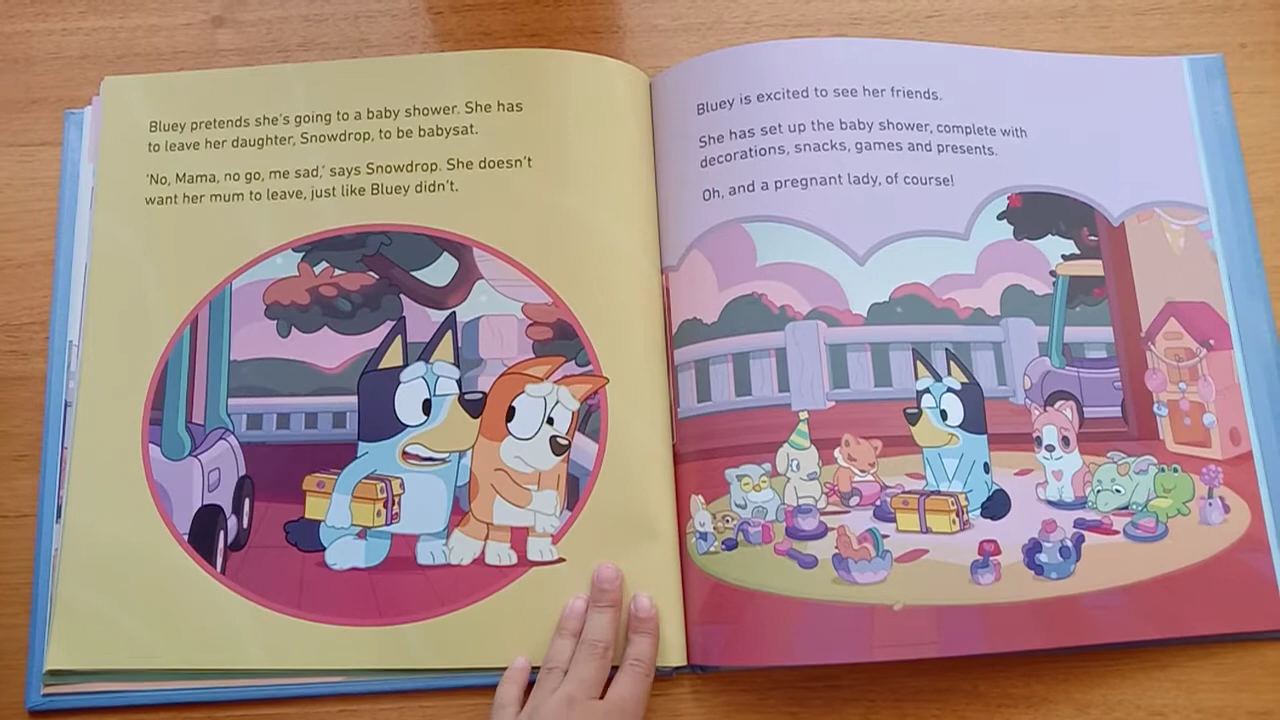 Bluey pretends she's going to a baby shower. She has
to leave her daughter, Snowdrop, to be babysat.
'No, Mama, no go, me sad,' says Snowdrop. She doesn't
want her mum to leave, just like Bluey didn't.
Bluey is excited to see her friends.
She has set up the baby shower, complete with
decorations, snacks, games and presents.
Oh, and a pregnant lady, of course!